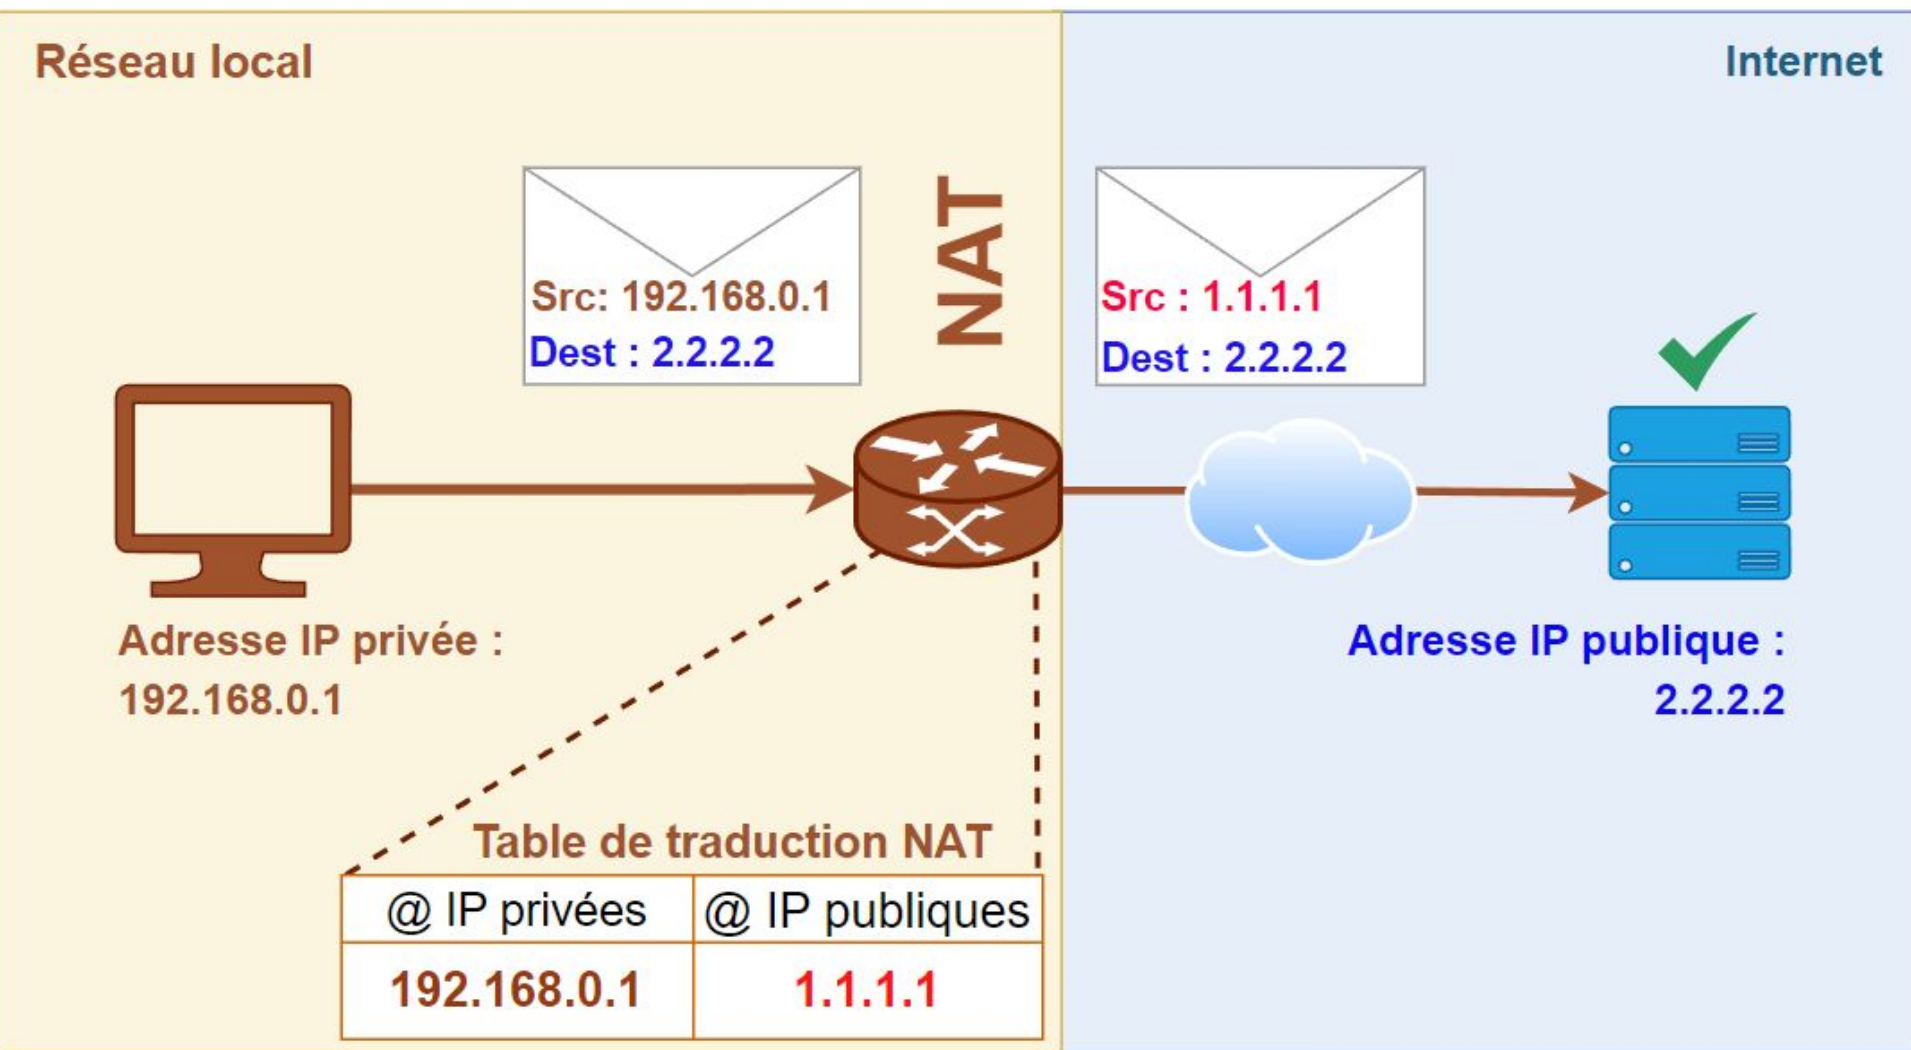 Réseau local
Internet
NAT
Src: 192.168.0.1
Dest : 2.2.2.2
Src : 1.1.1.1
Dest : 2.2.2.2
Adresse IP privée :
192.168.0.1
Adresse IP publique :
2.2.2.2
Table de traduction NAT
@ IP privées @ IP publiques
192.168.0.1 1.1.1.1